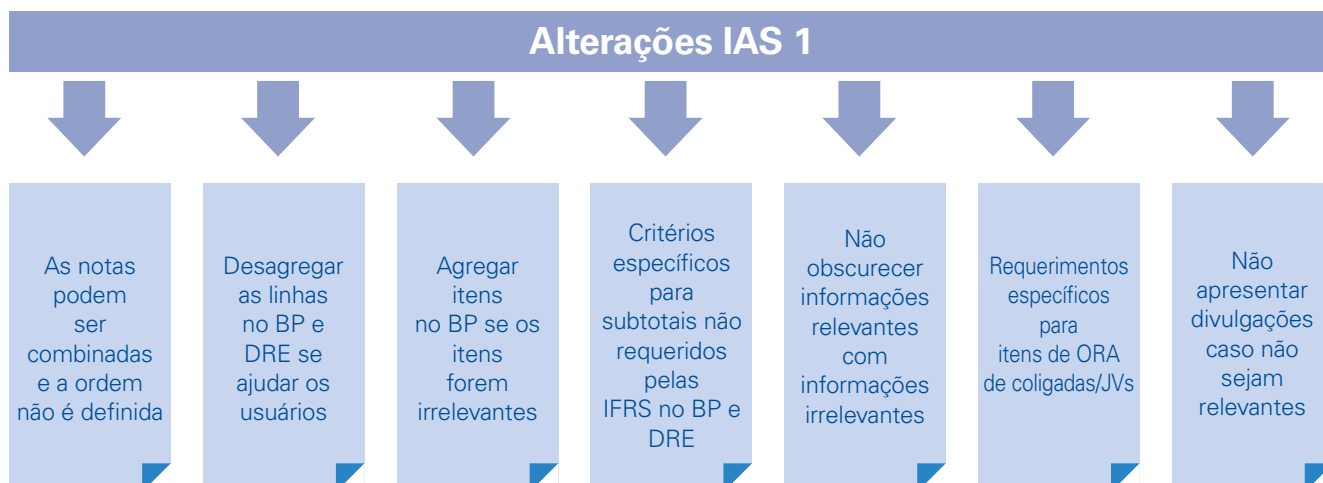 Alterações IAS 1
As notas
podem
ser
combinadas
e a ordem
não é definida
Desagregar
as linhas
no BP e
DRE se
ajudar os
usuários
Agregar
itens
no BP se os
itens
forem
irrelevantes
Critérios
específicos
para
subtotais não
requeridos
pelas
IFRS no BP e
DRE
Não
obscurecer
informações
relevantes
com
informações
irrelevantes
Requerimentos
específicos
para
itens de ORA
de coligadas/JVs
Não
apresentar
divulgações
caso não
sejam
relevantes